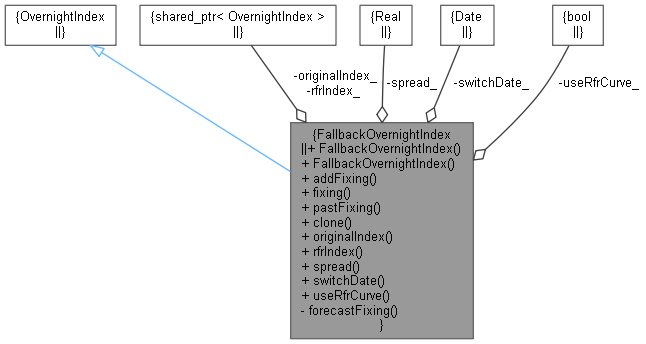 {OvernightIndex
||}
{shared_ptr< OvernightIndex >
||}
{Real
||}
{Date
||}
{bool
||}
-originalIndex_
-rfrIndex_
-spread_
-switchDate_
-useRfrCurve_
{FallbackOvernightIndex
||+ FallbackOvernightIndex()
+ FallbackOvernightIndex()
+ addFixing()
+ fixing()
+ pastFixing()
+ clone()
+ originalIndex()
+ rfrIndex()
+ spread()
+ switchDate()
+ useRfrCurve()
- forecastFixing()
}